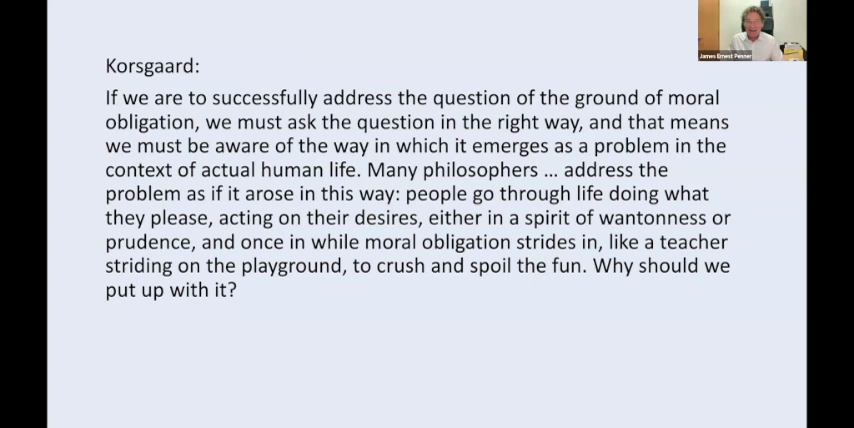 James Ernest Penner
Korsgaard:
If we are to successfully address the question of the ground of moral
obligation, we must ask the question in the right way, and that means
we must be aware of the way in which it emerges as a problem in the
context of actual human life. Many philosophers ... address the
problem as if it arose in this way: people go through life doing what
they please, acting on their desires, either in a spirit of wantonness or
prudence, and once in while moral obligation strides in, like a teacher
striding on the playground, to crush and spoil the fun. Why should we
put up with it?